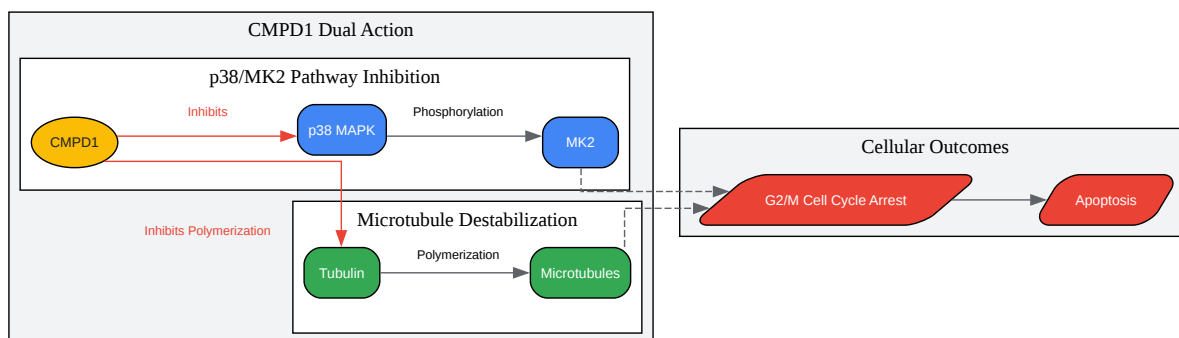 CMPD1 Dual Action
p38/MK2 Pathway Inhibition
Inhibits
Phosphorylation
CMPD1
p38 MAPK
MK2
Cellular Outcomes
G2/M Cell Cycle Arrest
Apoptosis
Microtubule Destabilization
Inhibits Polymerization
Polymerization
Tubulin
Microtubules